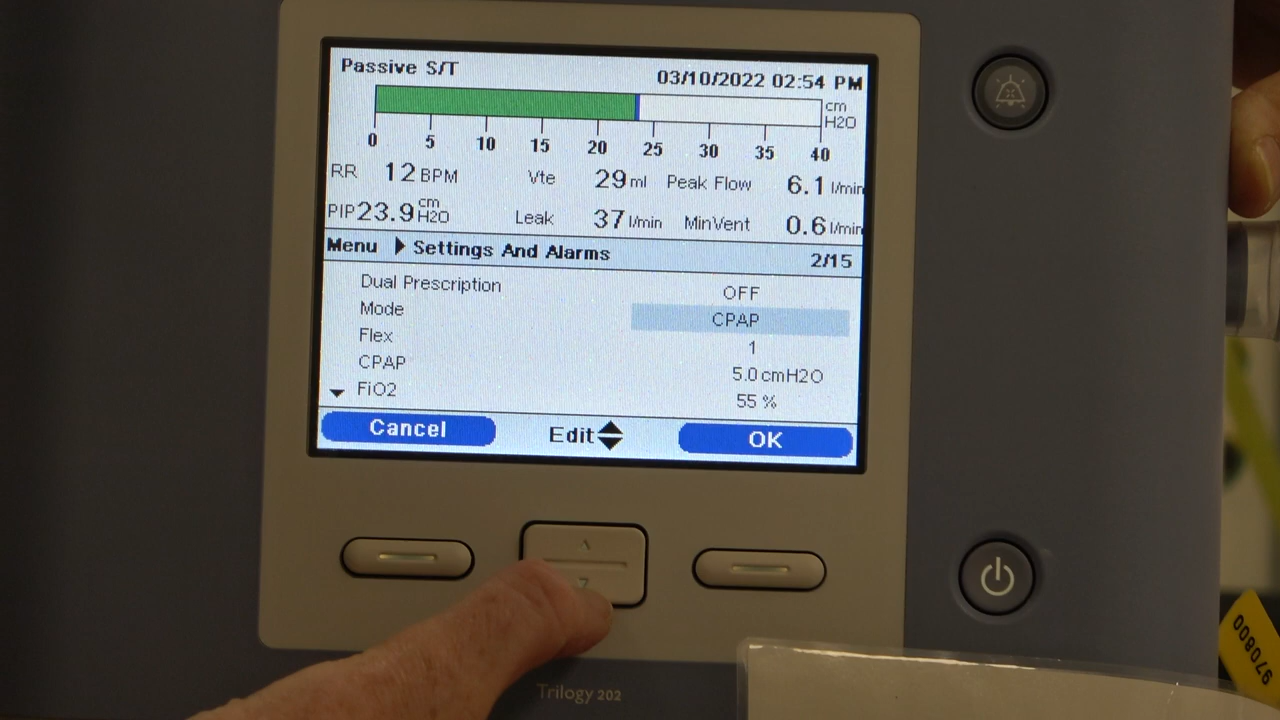 Passive S/T 03/10/2022 02:54 PM
cm
H2O
0 5 10 15 20 25 30 35 40
RR 12 BPM Vte 29 ml Peak Flow 6.1 l/min
PIP 23.9 cm H2O Leak 37 l/min MinVent 0.6 l/min
Menu Settings And Alarms 2/15
Dual Prescription OFF
Mode CPAP
Flex 1
CPAP 5.0 cmH2O
FiO2 55 %
Cancel Edit OK
Trilogy 202
970800